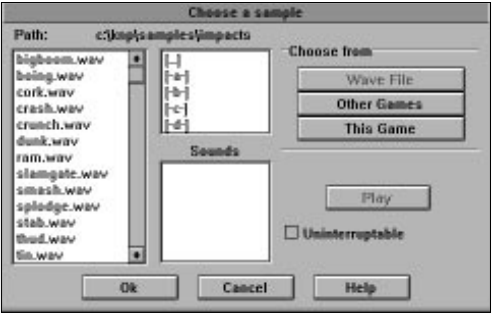 Choose a sample
Path: c:\knp\samples\impacts
bigboom.wav
boing.wav
cork.wav
crash.wav
crunch.wav
dunk.wav
ram.wav
slamgate.wav
smash.wav
splodge.wav
stab.wav
thud.wav
tin.wav
[..]
[-a-]
[-b-]
[-c-]
[-d-]
Sounds
Choose from
Wave File
Other Games
This Game
Play
Uninterruptable
Ok
Cancel
Help